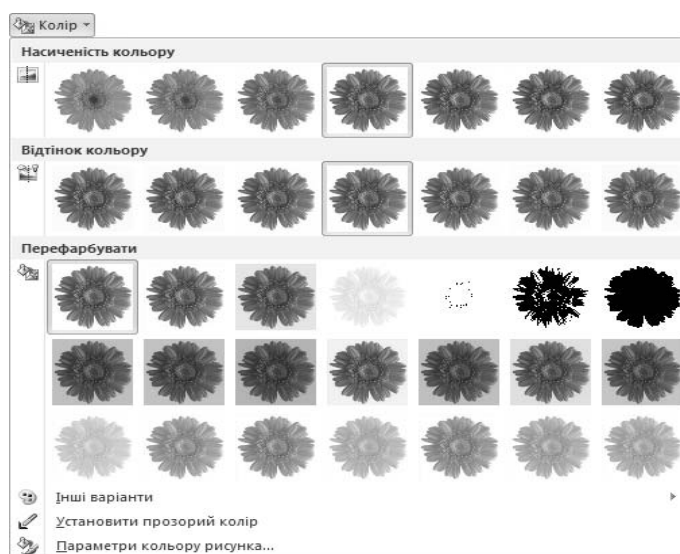 Колір
Насиченість кольору
Відтінок кольору
Перефарбувати
Інші варіанти
Установити прозорий колір
Параметри кольору рисунка...